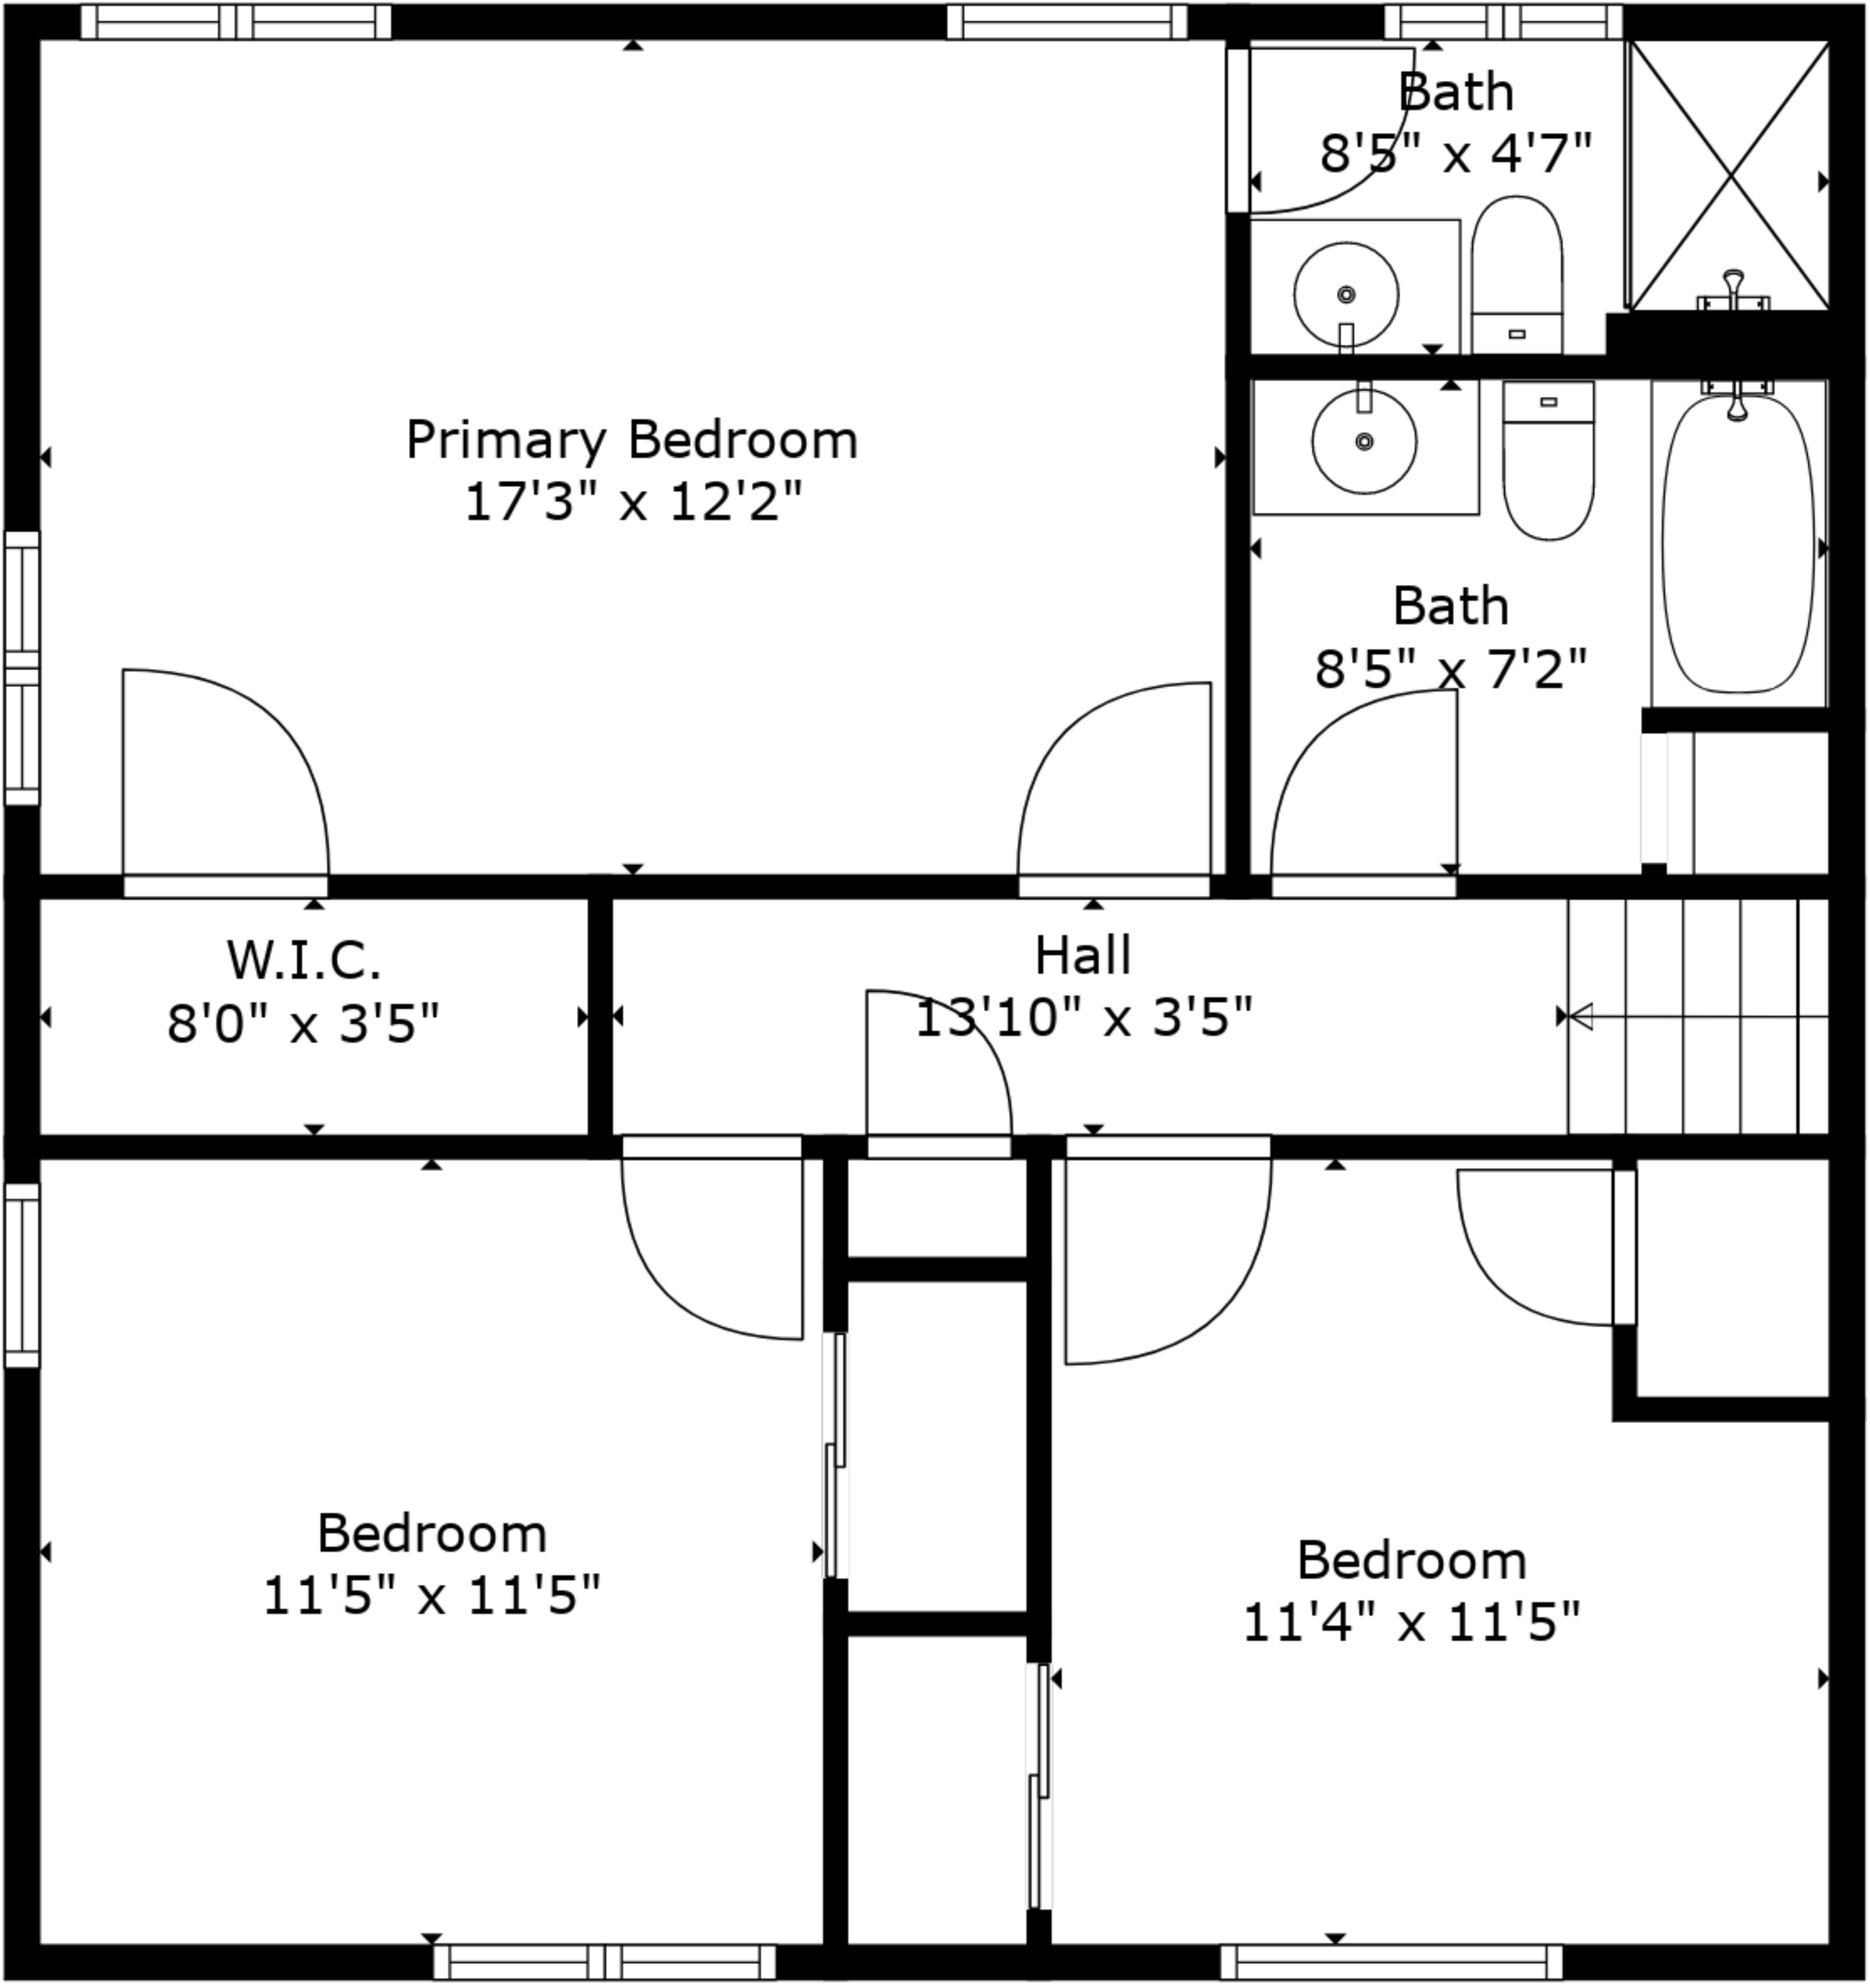 Bath
8'5" x 4'7"
Primary Bedroom
17'3" x 12'2"
Bath
8'5" x 7'2"
W.I.C.
8'0" x 3'5"
Hall
13'10" x 3'5"
Bedroom
11'5" x 11'5"
Bedroom
11'4" x 11'5"